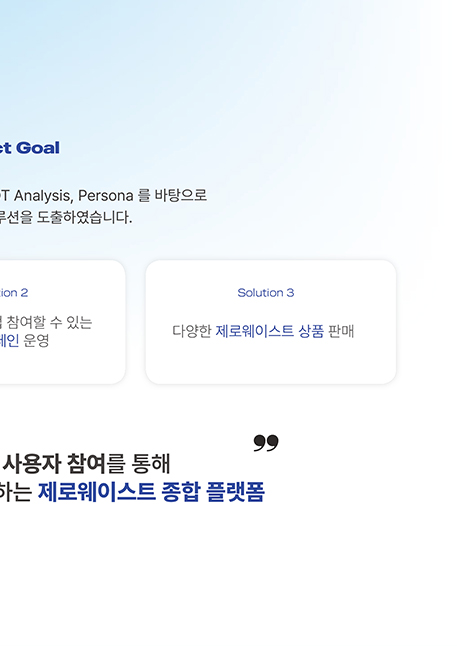 ct Goal
OT Analysis, Persona 를 바탕으로
루션을 도출하였습니다.
ion 2
참여할 수 있는
페인 운영
Solution 3
다양한 제로웨이스트 상품 판매
❞
사용자 참여를 통해
하는 제로웨이스트 종합 플랫폼